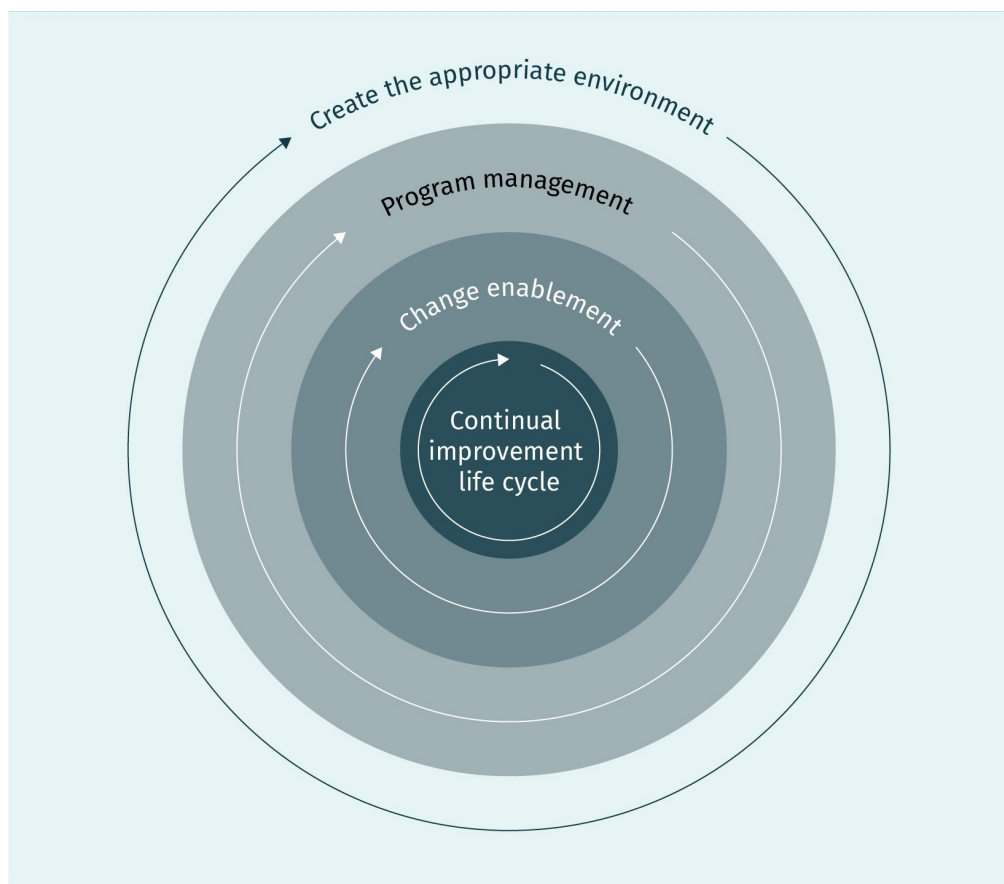 Create the appropriate environment
Program management
Change enablement
Continual
improvement
life cycle